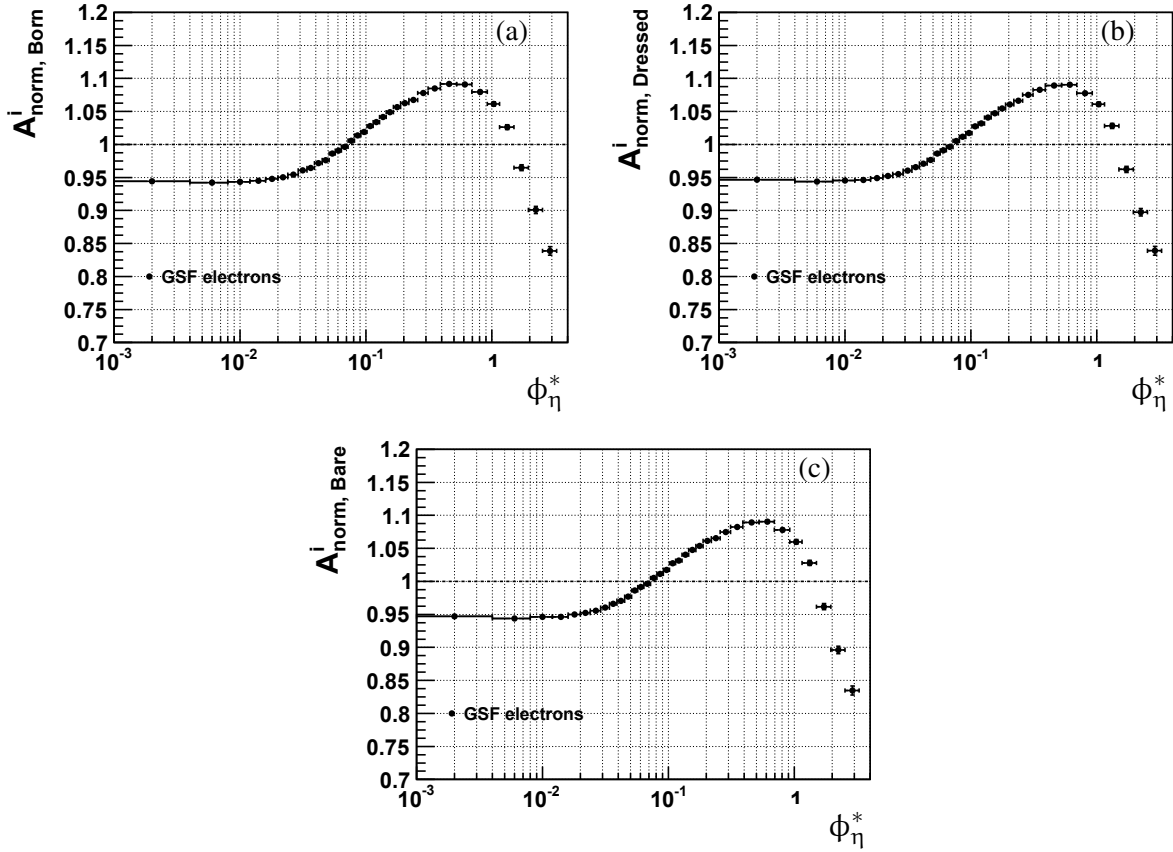 (a)
A^i_norm, Born
1.2
1.15
1.1
1.05
1
0.95
0.9
0.85
0.8
0.75
0.7
GSF electrons
10^-3 10^-2 10^-1 1
ϕ*_η
(b)
A^i_norm, Dressed
1.2
1.15
1.1
1.05
1
0.95
0.9
0.85
0.8
0.75
0.7
GSF electrons
10^-3 10^-2 10^-1 1
ϕ*_η
(c)
A^i_norm, Bare
1.2
1.15
1.1
1.05
1
0.95
0.9
0.85
0.8
0.75
0.7
GSF electrons
10^-3 10^-2 10^-1 1
ϕ*_η